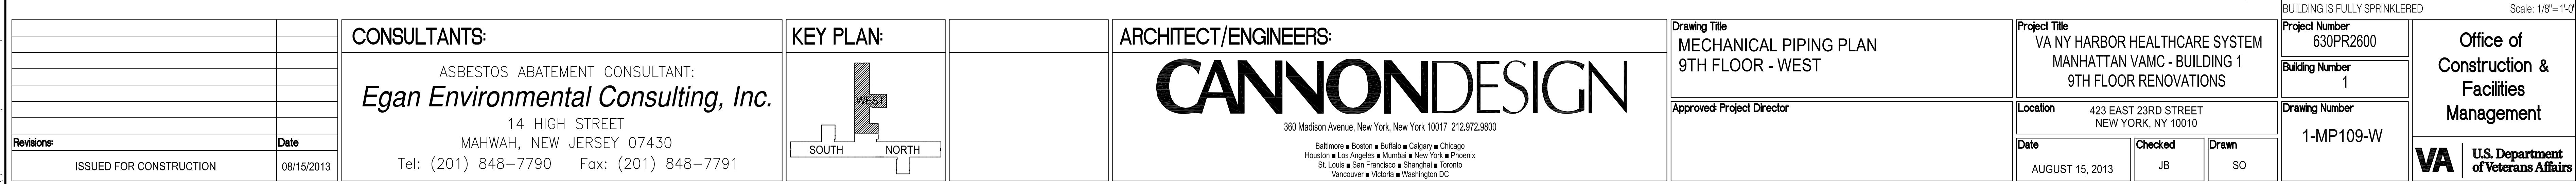 BUILDING IS FULLY SPRINKLERED
Scale: 1/8"=1'-0"
Revisions:
Date
ISSUED FOR CONSTRUCTION
08/15/2013
CONSULTANTS:
ASBESTOS ABATEMENT CONSULTANT:
Egan Environmental Consulting, Inc.
14 HIGH STREET
MAHWAH, NEW JERSEY 07430
Tel: (201) 848-7790 Fax: (201) 848-7791
KEY PLAN:
WEST
SOUTH
NORTH
ARCHITECT/ENGINEERS:
CANNONDESIGN
360 Madison Avenue, New York, New York 10017 212.972.9800
Baltimore ■ Boston ■ Buffalo ■ Calgary ■ Chicago
Houston ■ Los Angeles ■ Mumbai ■ New York ■ Phoenix
St. Louis ■ San Francisco ■ Shanghai ■ Toronto
Vancouver ■ Victoria ■ Washington DC
Drawing Title
MECHANICAL PIPING PLAN
9TH FLOOR - WEST
Approved: Project Director
Project Title
VA NY HARBOR HEALTHCARE SYSTEM
MANHATTAN VAMC - BUILDING 1
9TH FLOOR RENOVATIONS
Location
423 EAST 23RD STREET
NEW YORK, NY 10010
Date
AUGUST 15, 2013
Checked
JB
Drawn
SO
Project Number
630PR2600
Building Number
1
Drawing Number
1-MP109-W
Office of
Construction &
Facilities
Management
VA
U.S. Department
of Veterans Affairs